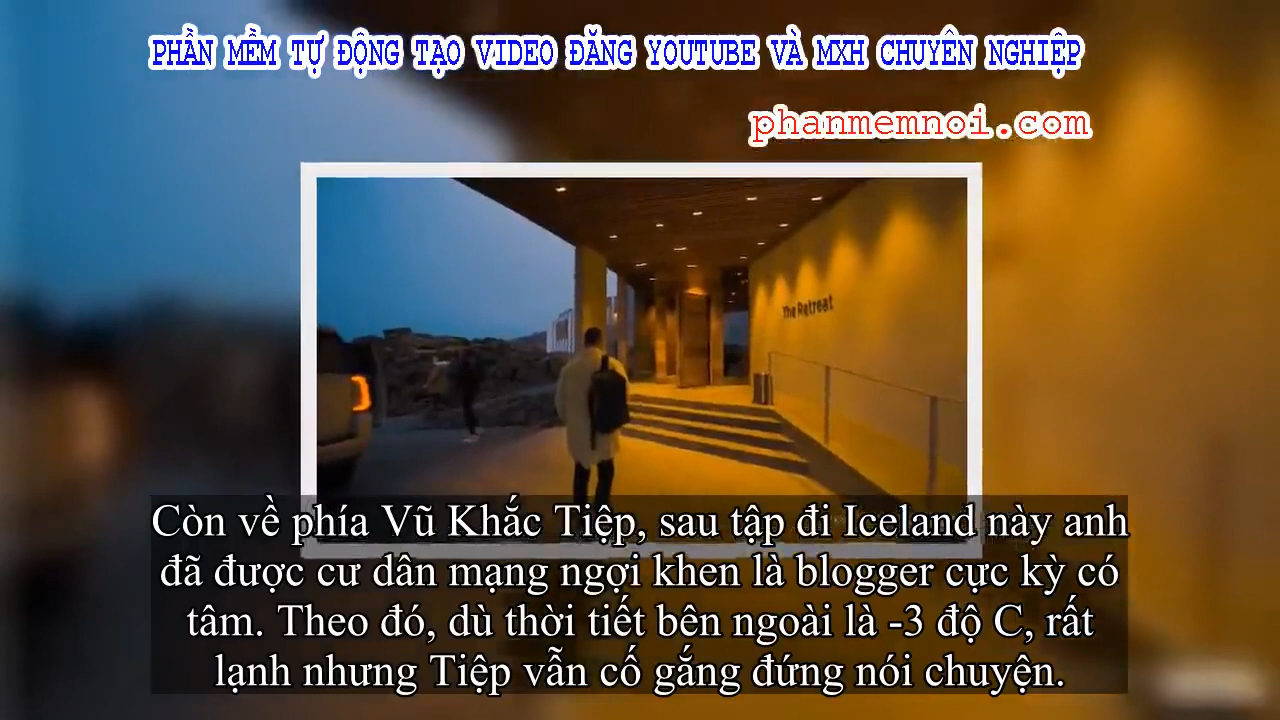 PHẦN MỀM TỰ ĐỘNG TẠO VIDEO ĐĂNG YOUTUBE VÀ MXH CHUYÊN NGHIỆP
phanmemnoi.com
The Retreat
Còn về phía Vũ Khắc Tiệp, sau tập đi Iceland này anh
đã được cư dân mạng ngợi khen là blogger cực kỳ có
tâm. Theo đó, dù thời tiết bên ngoài là -3 độ C, rất
lạnh nhưng Tiệp vẫn cố gắng đứng nói chuyện.